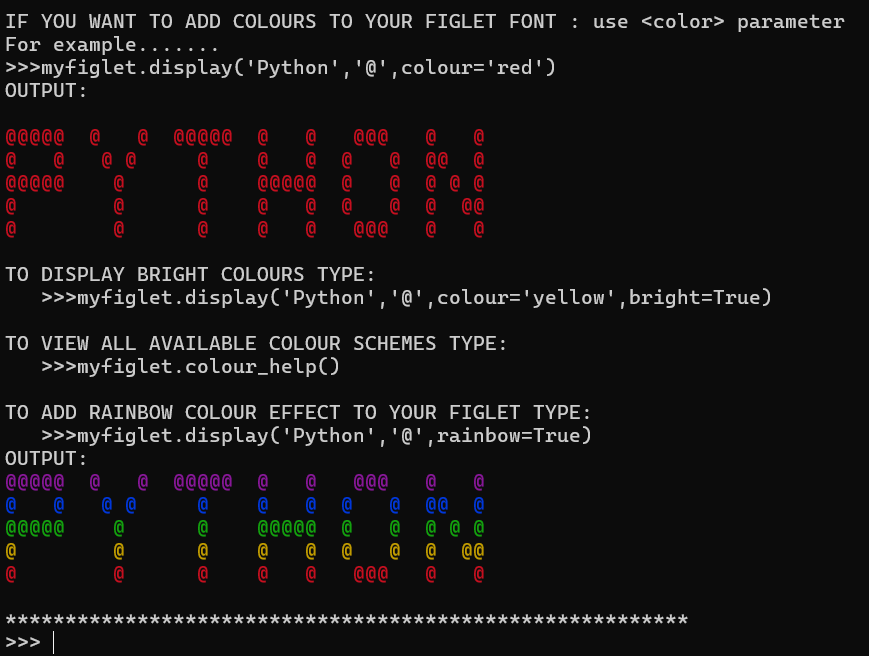 IF YOU WANT TO ADD COLOURS TO YOUR FIGLET FONT : use <color> parameter
For example.......
>>>myfiglet.display('Python','@',colour='red')
OUTPUT:

@@@@@  @   @  @@@@@  @   @   @@@   @   @
@   @   @ @     @    @   @  @   @  @@  @
@@@@@    @      @    @@@@@  @   @  @ @ @
@        @      @    @   @  @   @  @  @@
@        @      @    @   @   @@@   @   @

TO DISPLAY BRIGHT COLOURS TYPE:
   >>>myfiglet.display('Python','@',colour='yellow',bright=True)

TO VIEW ALL AVAILABLE COLOUR SCHEMES TYPE:
   >>>myfiglet.colour_help()

TO ADD RAINBOW COLOUR EFFECT TO YOUR FIGLET TYPE:
   >>>myfiglet.display('Python','@',rainbow=True)
OUTPUT:
@@@@@  @   @  @@@@@  @   @   @@@   @   @
@   @   @ @     @    @   @  @   @  @@  @
@@@@@    @      @    @@@@@  @   @  @ @ @
@        @      @    @   @  @   @  @  @@
@        @      @    @   @   @@@   @   @

*********************************************************
>>>